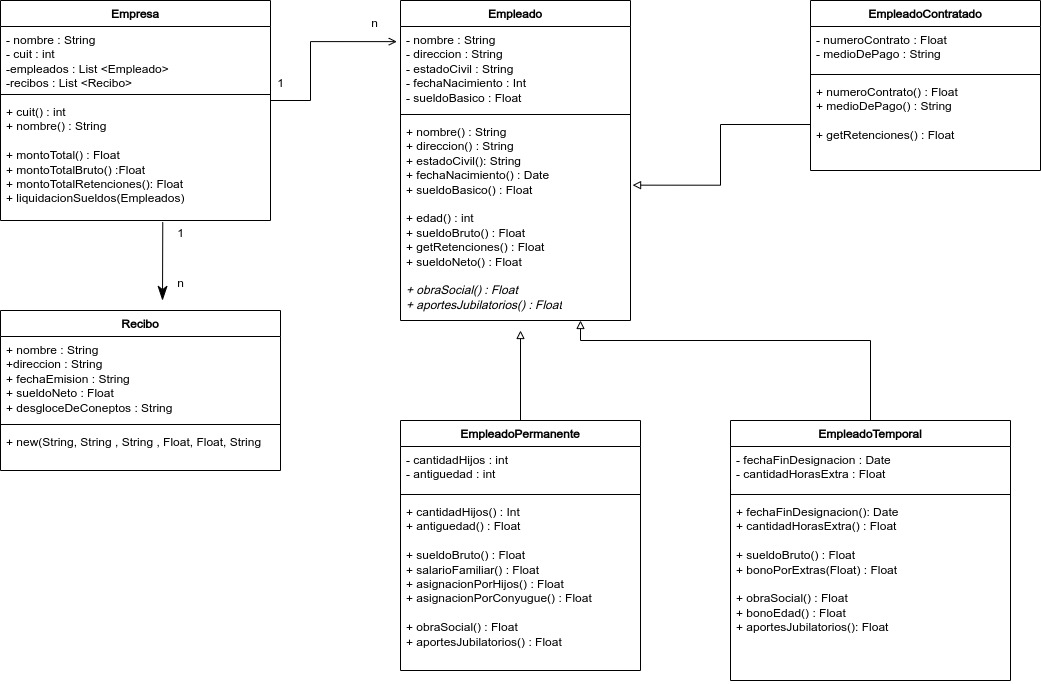 Empresa
- nombre : String
- cuit : int
-empleados : List <Empleado>
-recibos : List <Recibo>
+ cuit() : int
+ nombre() : String
+ montoTotal() : Float
+ montoTotalBruto() :Float
+ montoTotalRetenciones(): Float
+ liquidacionSueldos(Empleados)
1
n
1
n
Empleado
- nombre : String
- direccion : String
- estadoCivil : String
- fechaNacimiento : Int
- sueldoBasico : Float
+ nombre() : String
+ direccion() : String
+ estadoCivil(): String
+ fechaNacimiento() : Date
+ sueldoBasico() : Float
+ edad() : int
+ sueldoBruto() : Float
+ getRetenciones() : Float
+ sueldoNeto() : Float
+ obraSocial() : Float
+ aportesJubilatorios() : Float
EmpleadoContratado
- numeroContrato : Float
- medioDePago : String
+ numeroContrato() : Float
+ medioDePago() : String
+ getRetenciones() : Float
Recibo
+ nombre : String
+direccion : String
+ fechaEmision : String
+ sueldoNeto : Float
+ desgloceDeConeptos : String
+ new(String, String , String , Float, Float, String
EmpleadoPermanente
- cantidadHijos : int
- antiguedad : int
+ cantidadHijos() : Int
+ antiguedad() : Float
+ sueldoBruto() : Float
+ salarioFamiliar() : Float
+ asignacionPorHijos() : Float
+ asignacionPorConyugue() : Float
+ obraSocial() : Float
+ aportesJubilatorios() : Float
EmpleadoTemporal
- fechaFinDesignacion : Date
- cantidadHorasExtra : Float
+ fechaFinDesignacion(): Date
+ cantidadHorasExtra() : Float
+ sueldoBruto() : Float
+ bonoPorExtras(Float) : Float
+ obraSocial() : Float
+ bonoEdad() : Float
+ aportesJubilatorios(): Float